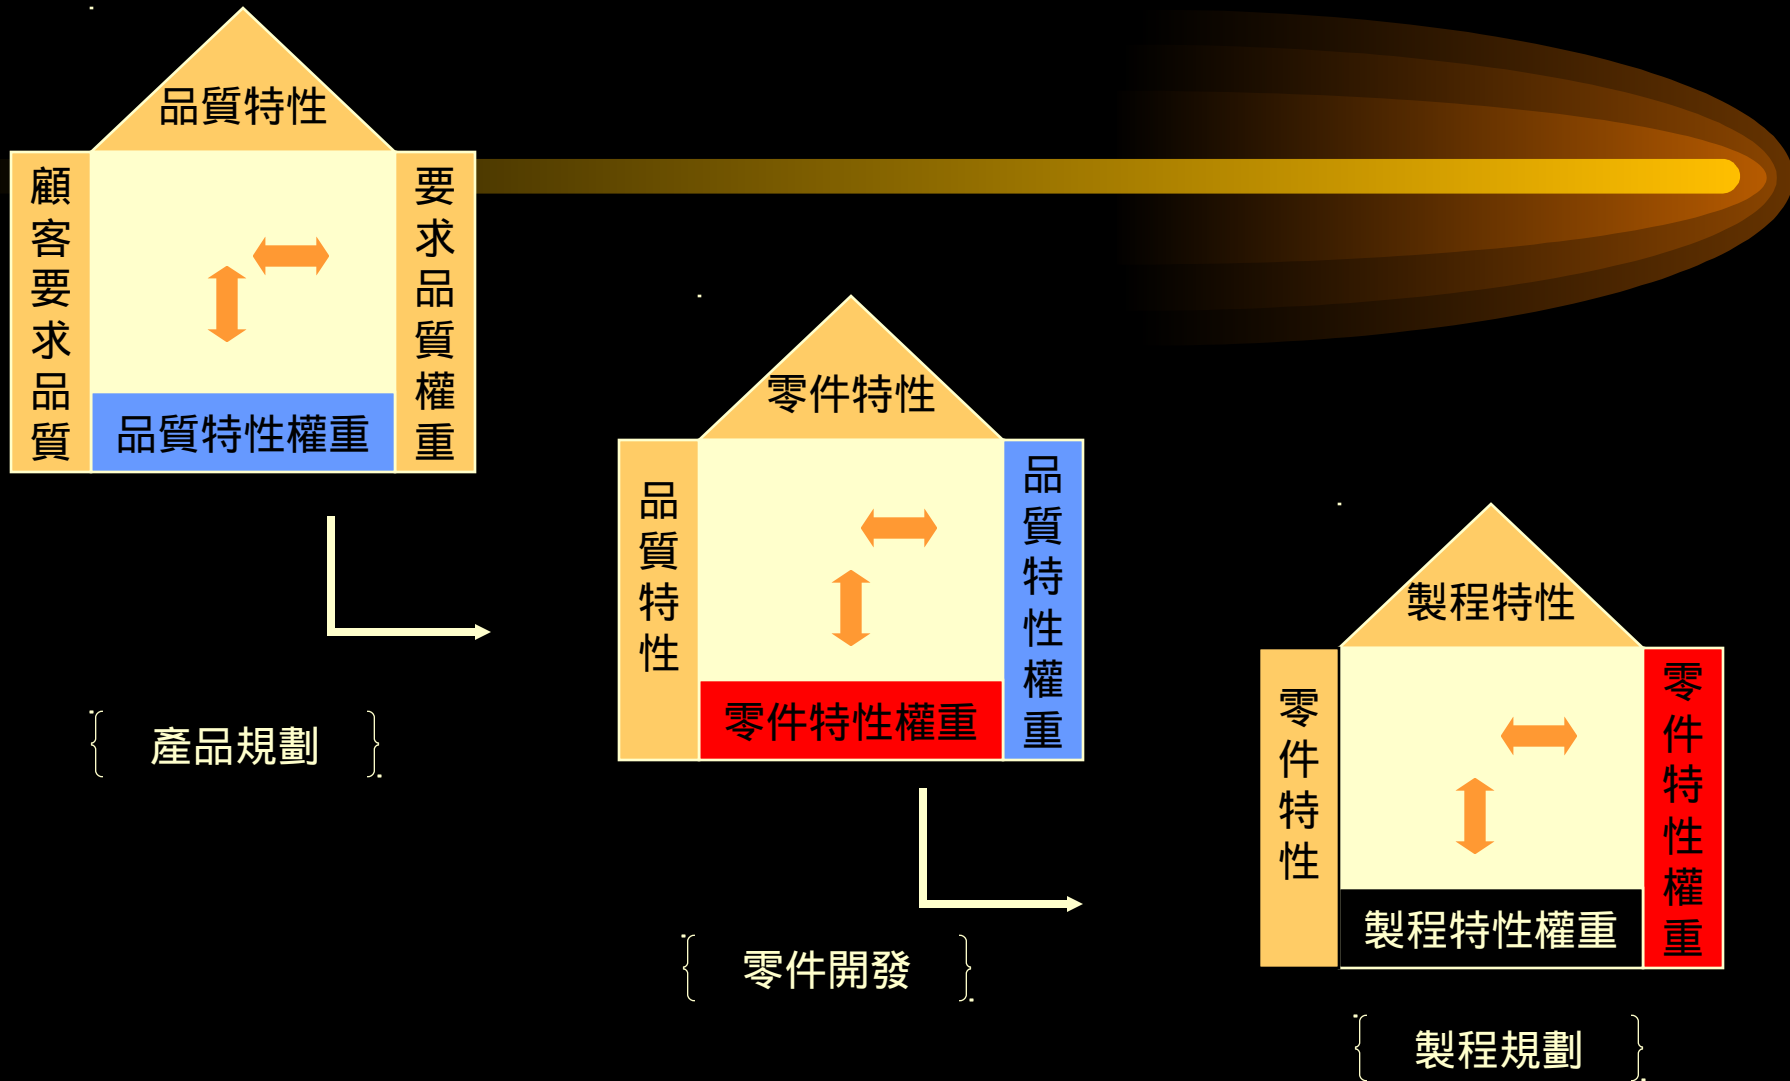 品質特性
顧客要求品質
要求品質權重
品質特性權重
產品規劃
零件特性
品質特性
品質特性權重
零件特性權重
零件開發
製程特性
零件特性
零件特性權重
製程特性權重
製程規劃